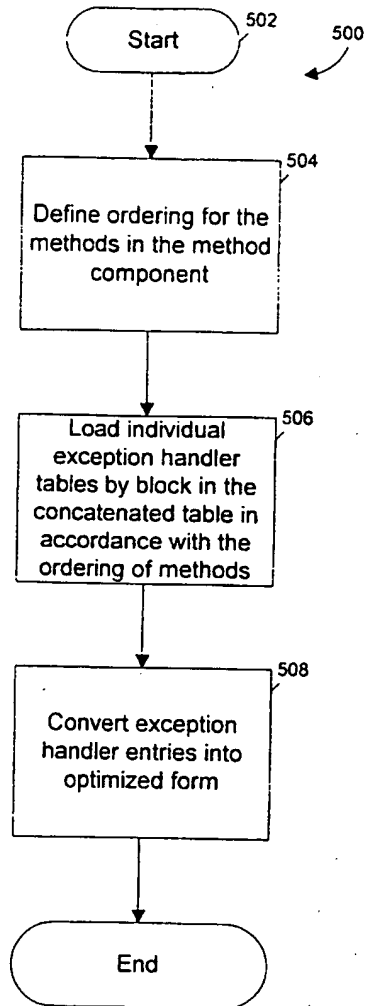 Start
502
500
504
Define ordering for the
methods in the method
component
506
Load individual
exception handler
tables by block in the
concatenated table in
accordance with the
ordering of methods
508
Convert exception
handler entries into
optimized form
End